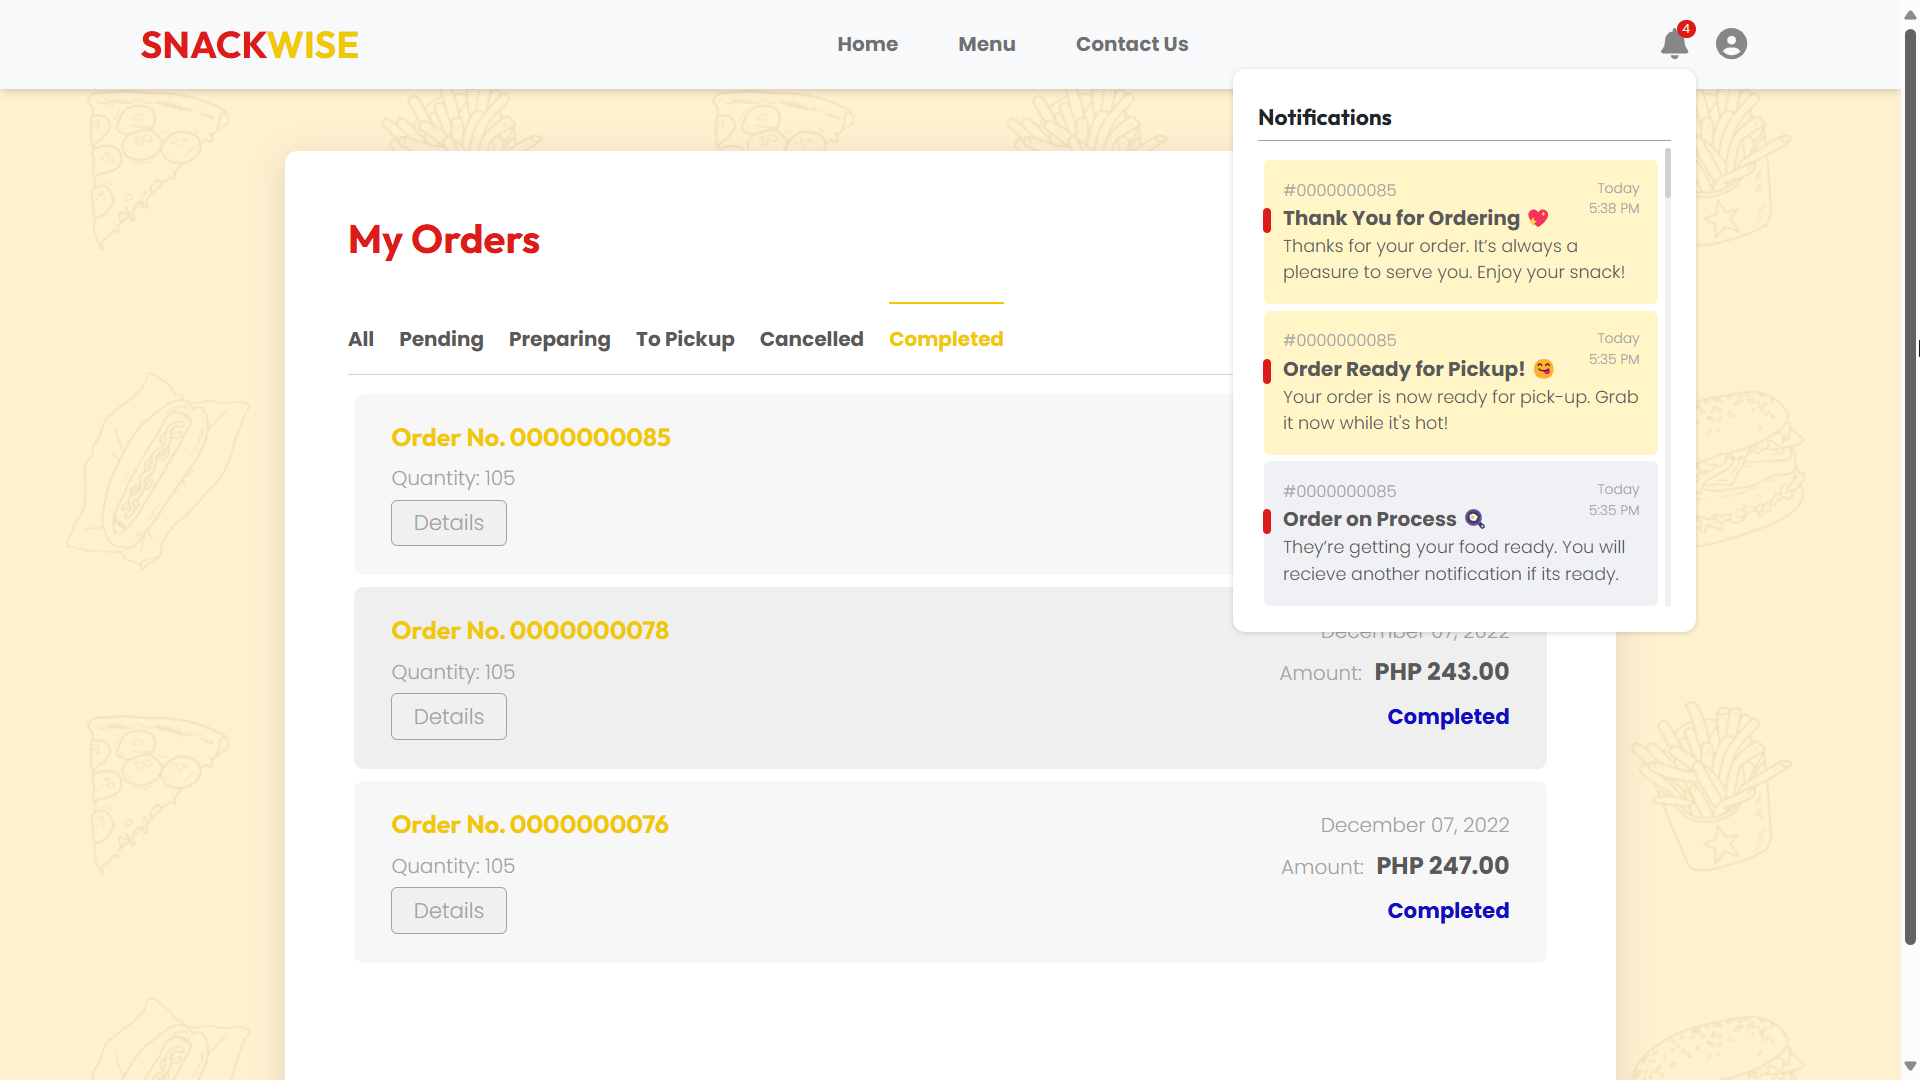 SNACKWISE
Home
Menu
Contact Us
4
Notifications
#0000000085
Today
Thank You for Ordering 💖
5:38 PM
Thanks for your order. It’s always a
pleasure to serve you. Enjoy your snack!
#0000000085
Today
Order Ready for Pickup! 😋
5:35 PM
Your order is now ready for pick-up. Grab
it now while it's hot!
#0000000085
Today
Order on Process 🍳
5:35 PM
They’re getting your food ready. You will
recieve another notification if its ready.
My Orders
All
Pending
Preparing
To Pickup
Cancelled
Completed
Order No. 0000000085
Quantity: 105
Details
Order No. 0000000078
December 07, 2022
Quantity: 105
Amount: PHP 243.00
Details
Completed
Order No. 0000000076
December 07, 2022
Quantity: 105
Amount: PHP 247.00
Details
Completed